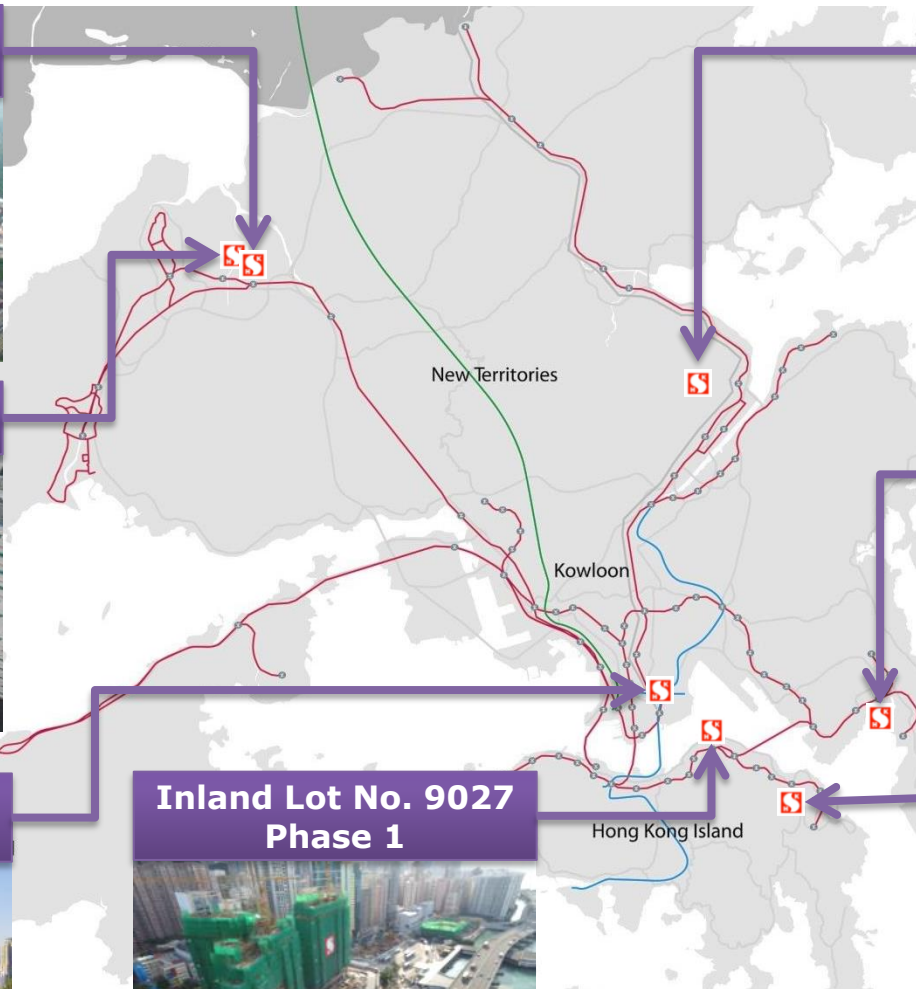 New Territories
Kowloon
Inland Lot No. 9027
Phase 1
Hong Kong Island